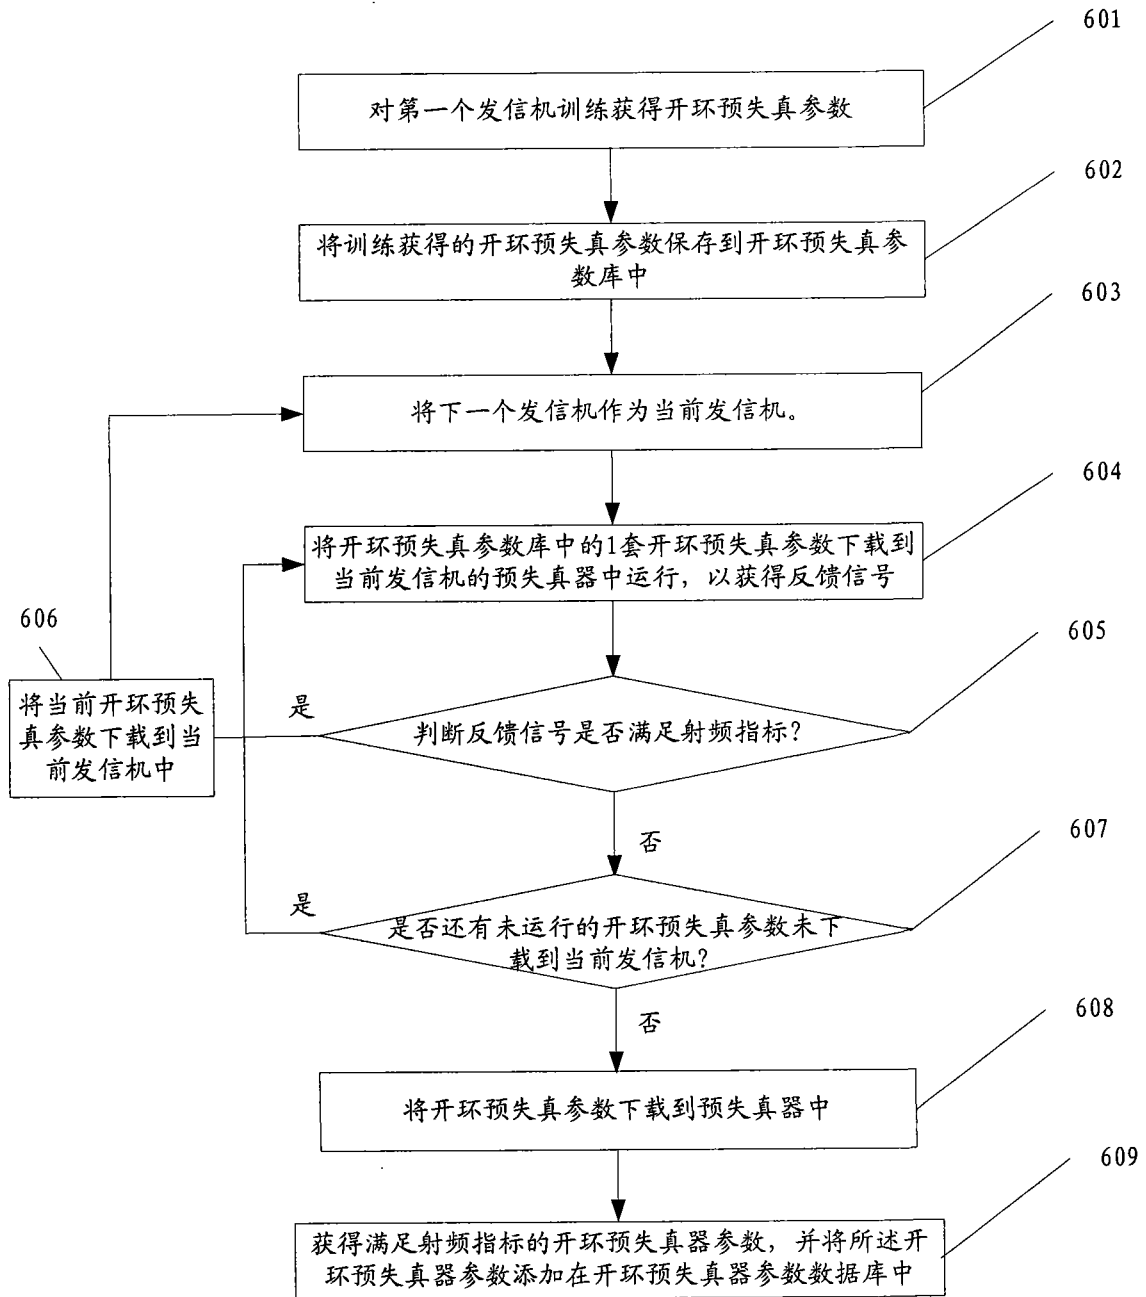 601
对第一个发信机训练获得开环预失真参数
602
将训练获得的开环预失真参数保存到开环预失真参
数库中
603
将下一个发信机作为当前发信机。
604
将开环预失真参数库中的1套开环预失真参数下载到
当前发信机的预失真器中运行，以获得反馈信号
606
将当前开环预失
真参数下载到当
前发信机中
605
是
判断反馈信号是否满足射频指标?
否
607
是
是否还有未运行的开环预失真参数未下
载到当前发信机?
否
608
将开环预失真参数下载到预失真器中
609
获得满足射频指标的开环预失真器参数，并将所述开
环预失真器参数添加在开环预失真器参数数据库中